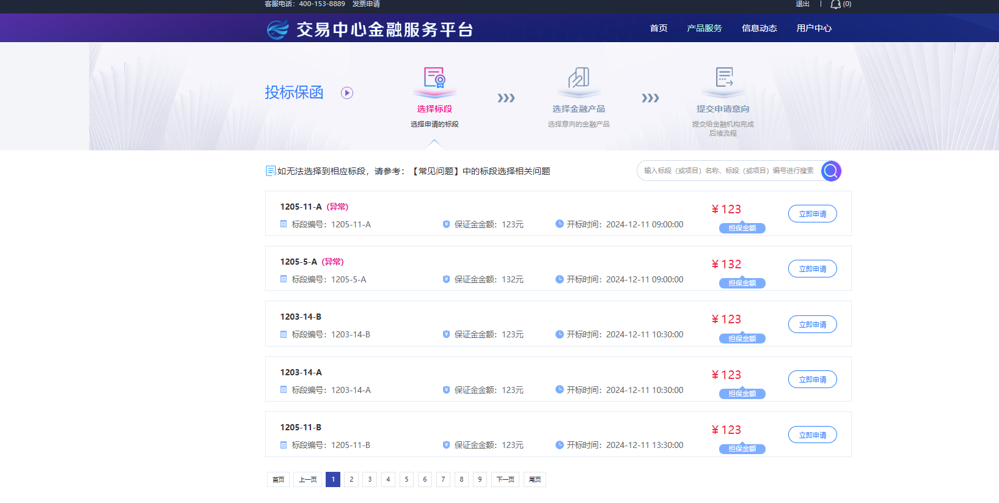 客服电话：400-153-8889 发票申请 退出 | (0)
交易中心金融服务平台 首页 产品服务 信息动态 用户中心
投标保函
选择标段
选择申请的标段
选择金融产品
选择意向的金融产品
提交申请意向
提交给金融机构完成
后续流程
如无法选择到相应标段，请参考：【常见问题】中的标段选择相关问题
输入标段（或项目）名称、标段（或项目）编号进行搜索
1205-11-A (异常)
标段编号：1205-11-A 保证金金额：123元 开标时间：2024-12-11 09:00:00
¥ 123
担保金额
立即申请
1205-5-A (异常)
标段编号：1205-5-A 保证金金额：132元 开标时间：2024-12-11 09:00:00
¥ 132
担保金额
立即申请
1203-14-B
标段编号：1203-14-B 保证金金额：123元 开标时间：2024-12-11 10:30:00
¥ 123
担保金额
立即申请
1203-14-A
标段编号：1203-14-A 保证金金额：123元 开标时间：2024-12-11 10:30:00
¥ 123
担保金额
立即申请
1205-11-B
标段编号：1205-11-B 保证金金额：123元 开标时间：2024-12-11 13:30:00
¥ 123
担保金额
立即申请
首页 上一页 1 2 3 4 5 6 7 8 9 下一页 尾页